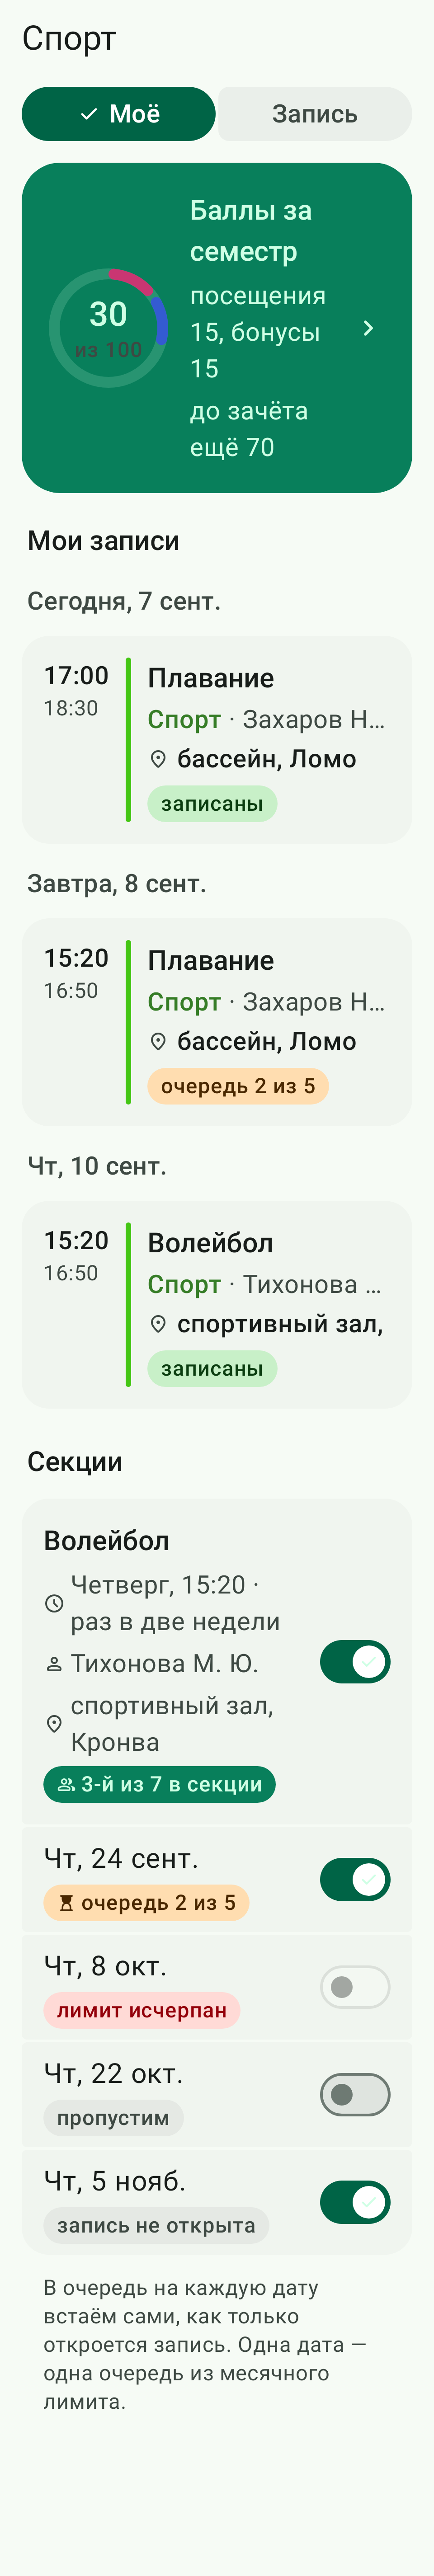 Спорт
Моё
Запись
Баллы за
семестр
30
из 100
посещения
15, бонусы
15
до зачёта
ещё 70
Мои записи
Сегодня, 7 сент.
17:00
18:30
Плавание
Спорт · Захаров Н...
бассейн, Ломо
записаны
Завтра, 8 сент.
15:20
16:50
Плавание
Спорт · Захаров Н...
бассейн, Ломо
очередь 2 из 5
Чт, 10 сент.
15:20
16:50
Волейбол
Спорт · Тихонова ...
спортивный зал,
записаны
Секции
Волейбол
Четверг, 15:20 ·
раз в две недели
Тихонова М. Ю.
спортивный зал,
Кронва
3-й из 7 в секции
Чт, 24 сент.
очередь 2 из 5
Чт, 8 окт.
лимит исчерпан
Чт, 22 окт.
пропустим
Чт, 5 нояб.
запись не открыта
В очередь на каждую дату
встаём сами, как только
откроется запись. Одна дата —
одна очередь из месячного
лимита.